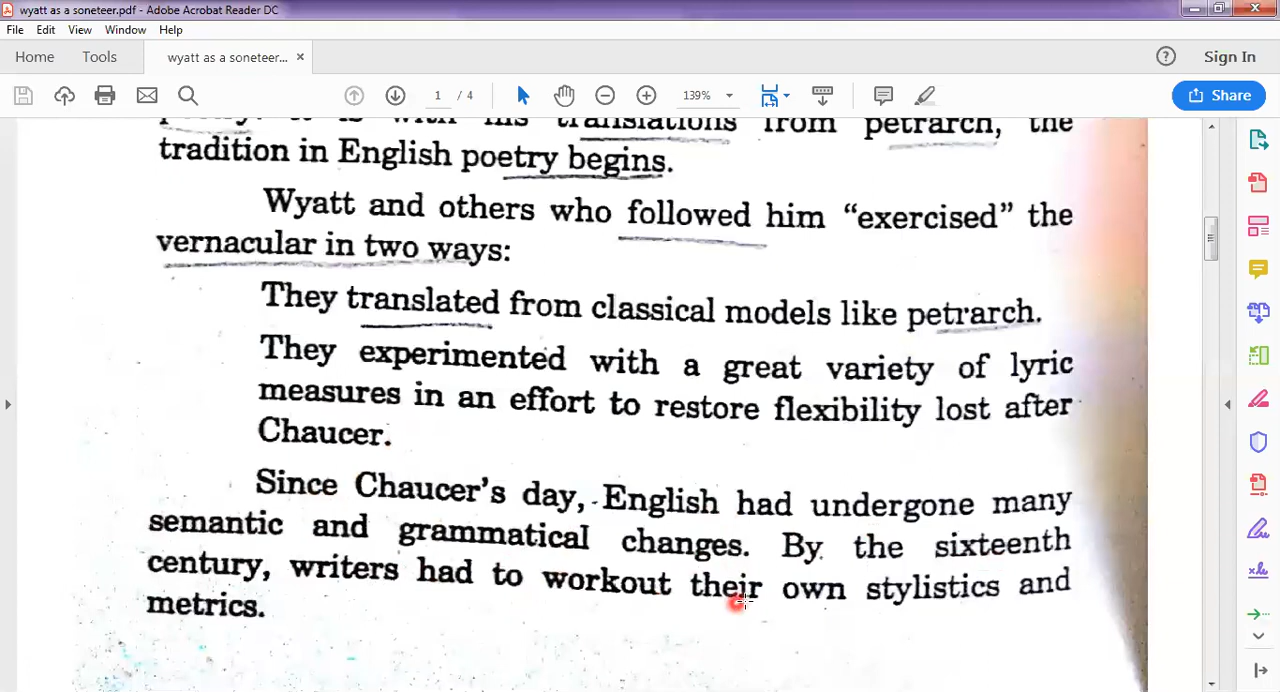 wyatt as a soneteer.pdf - Adobe Acrobat Reader DC
File Edit View Window Help
Home Tools wyatt as a soneteer... × Sign In
1 / 4 139% Share
poetry. It is with his translations from petrarch, the
tradition in English poetry begins.
Wyatt and others who followed him “exercised” the
vernacular in two ways:
They translated from classical models like petrarch.
They experimented with a great variety of lyric
measures in an effort to restore flexibility lost after
Chaucer.
Since Chaucer's day, English had undergone many
semantic and grammatical changes. By the sixteenth
century, writers had to workout their own stylistics and
metrics.